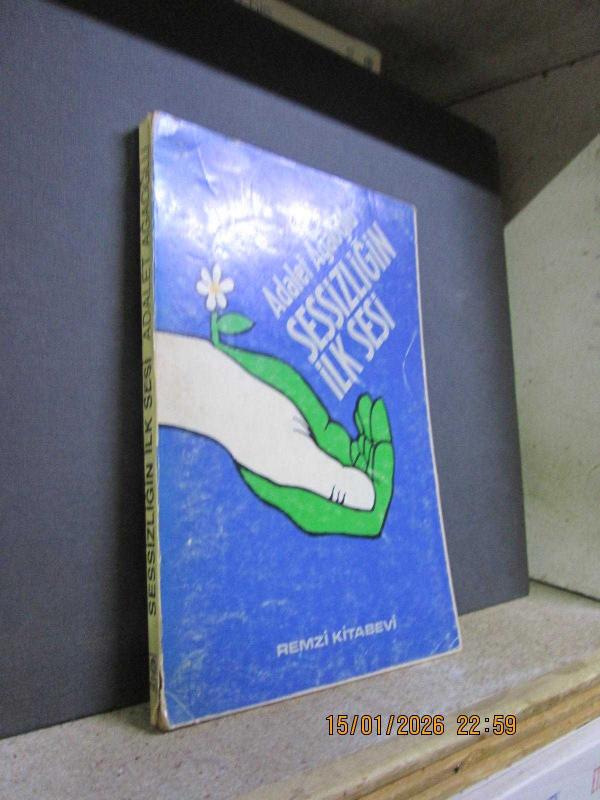 Adalet Ağaoğlu
SESSİZLİĞİN
İLK SESİ
REMZİ KİTABEVİ
SESSİZLİĞİN İLK SESİ ADALET AĞAOĞLU
15/01/2026 22:59